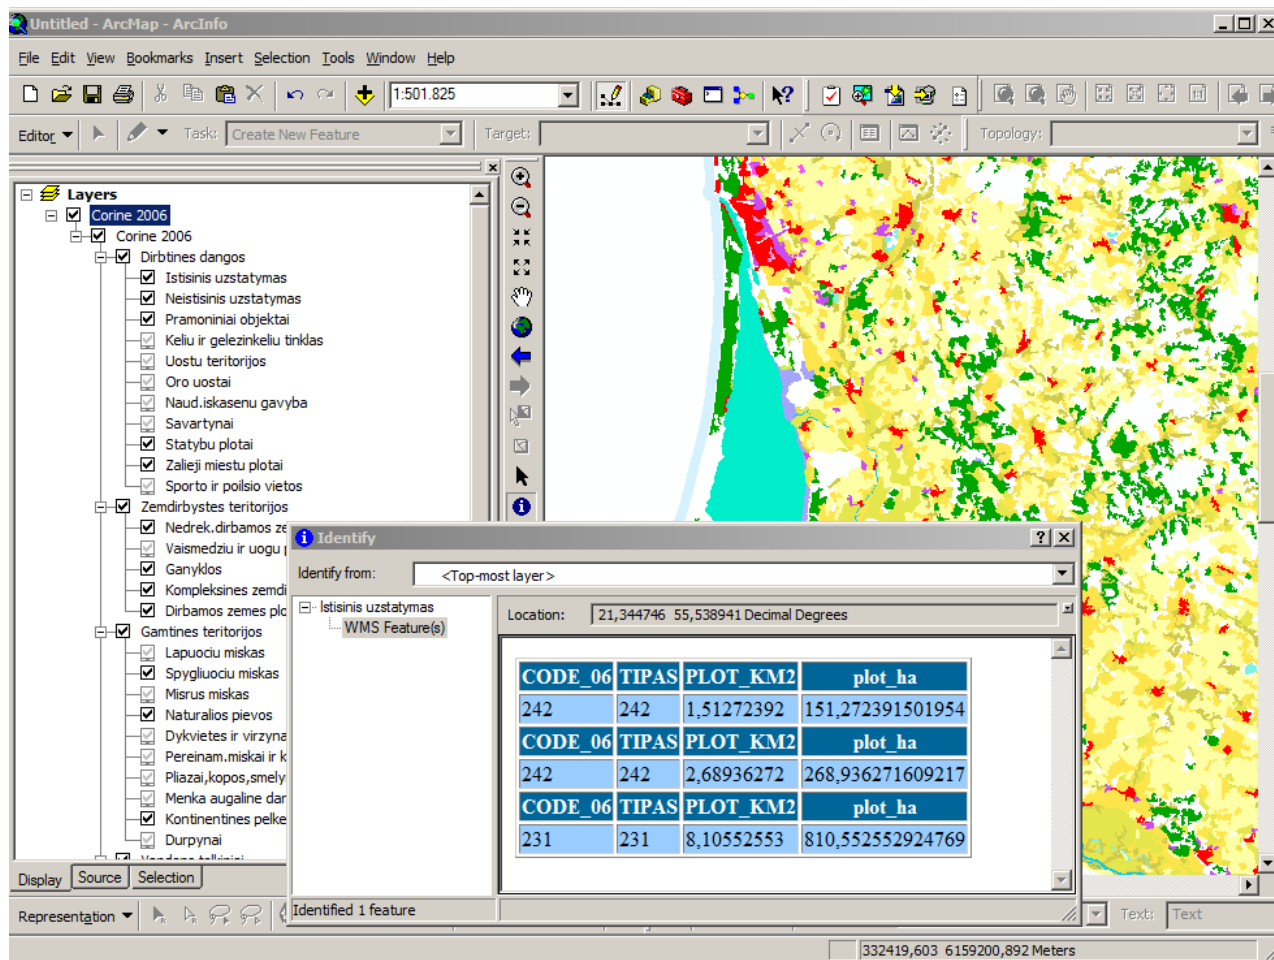 Untitled - ArcMap - ArcInfo
File Edit View Bookmarks Insert Selection Tools Window Help
1:501.825
Editor Task: Create New Feature Target: Topology:
Layers
Corine 2006
Corine 2006
Dirbtines dangos
Istisinis uzstatymas
Neistisinis uzstatymas
Pramoniniai objektai
Keliu ir gelezinkeliu tinklas
Uostu teritorijos
Oro uostai
Naud.iskasenu gavyba
Savartynai
Statybu plotai
Zalieji miestu plotai
Sporto ir poilsio vietos
Zemdirbystes teritorijos
Nedrek.dirbamos ze
Vaismedziu ir uogu p
Ganyklos
Kompleksines zemdi
Dirbamos zemes plo
Gamtines teritorijos
Lapuociu miskas
Spygliuociu miskas
Misrus miskas
Naturalios pievos
Dykvietes ir virzyna
Pereinam.miskai ir k
Pliazai,kopos,smely
Menka augaline dar
Kontinentines pelke
Durpynai
Display Source Selection
Identify
Identify from: <Top-most layer>
Istisinis uzstatymas
WMS Feature(s)
Location: 21,344746 55,538941 Decimal Degrees
CODE_06 TIPAS PLOT_KM2 plot_ha
242 242 1,51272392 151,272391501954
CODE_06 TIPAS PLOT_KM2 plot_ha
242 242 2,68936272 268,936271609217
CODE_06 TIPAS PLOT_KM2 plot_ha
231 231 8,10552553 810,552552924769
Identified 1 feature
Representation Text: Text
332419,603 6159200,892 Meters